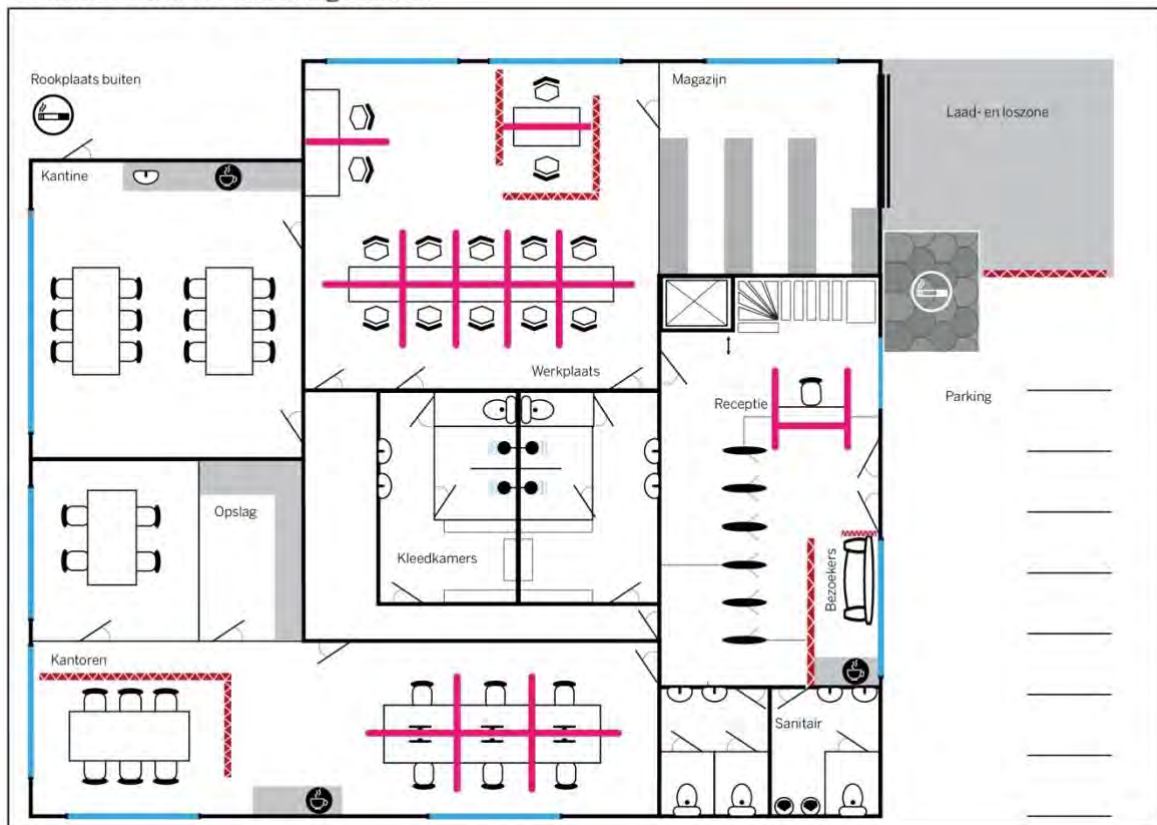 Rookplaats buiten
Magazijn
Laad- en loszone
Kantine
Werkplaats
Receptie
Parking
Opslag
Kleedkamers
Bezoekers
Kantoren
Sanitair